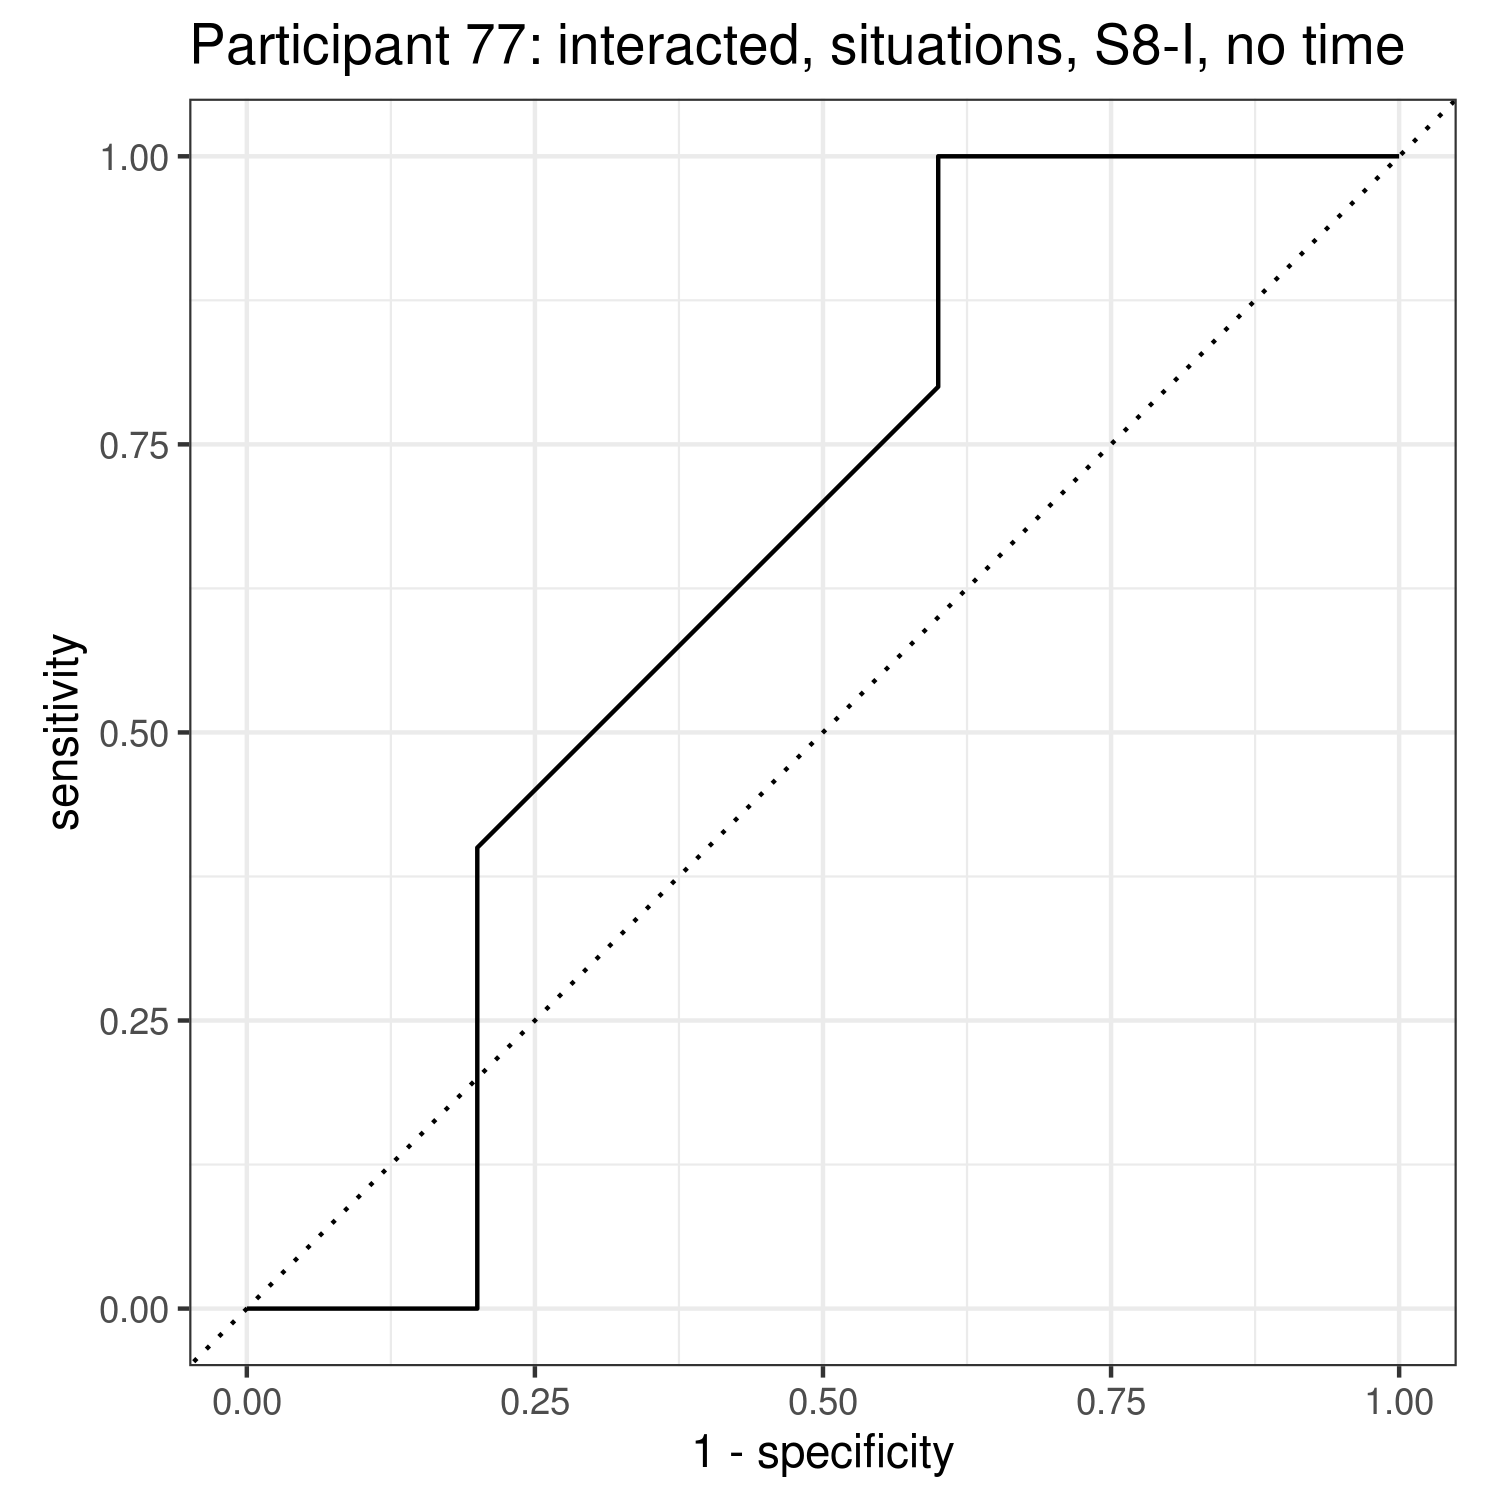 Participant 77: interacted, situations, S8-I, no time
1.00
0.75
0.50
0.25
0.00
sensitivity
0.00 0.25 0.50 0.75 1.00
1 - specificity